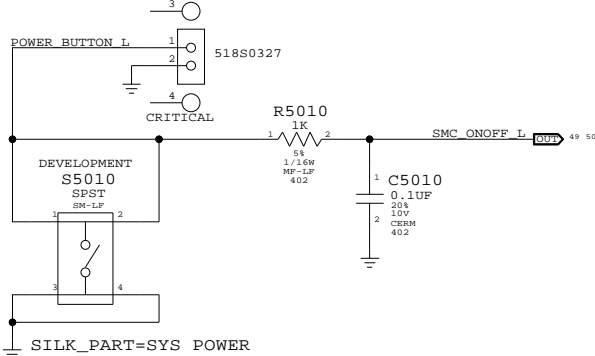 3
POWER_BUTTON_L
1
518S0327
2
4
CRITICAL
R5010
1K
1
2
SMC_ONOFF_L
OUT
49 50
5%
1/16W
MF-LF
402
DEVELOPMENT
S5010
SPST
SM-LF
1
2
1
C5010
0.1UF
20%
10V
CERM
402
2
3
4
SILK_PART=SYS POWER